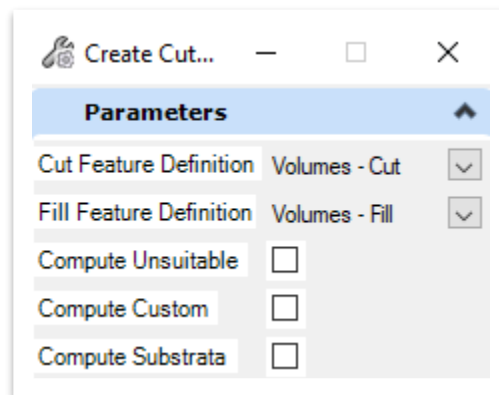 Create Cut...
Parameters
Cut Feature Definition Volumes - Cut
Fill Feature Definition Volumes - Fill
Compute Unsuitable
Compute Custom
Compute Substrata